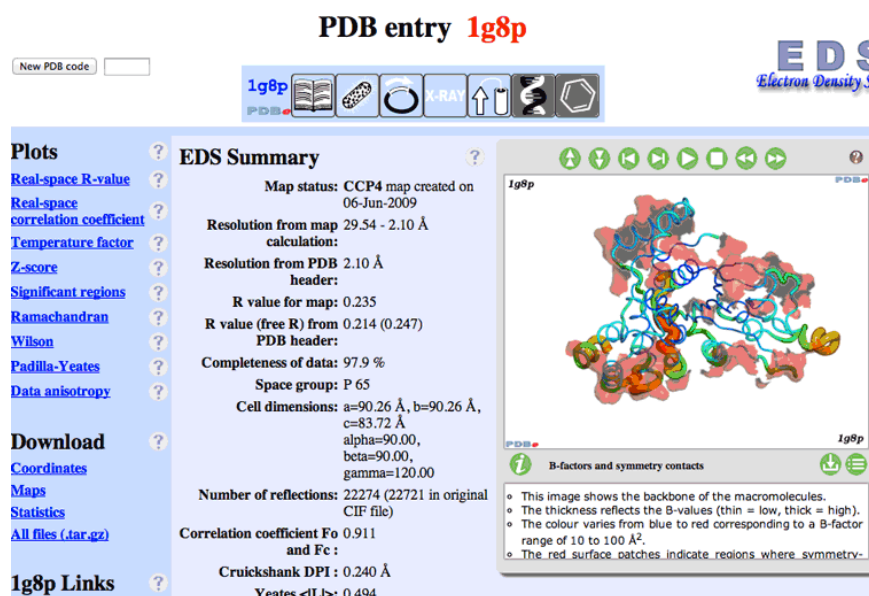 PDB entry 1g8p
New PDB code
EDS
Electron Density S
1g8p
PDBe
X-RAY
Plots ?
Real-space R-value ?
Real-space
correlation coefficient ?
Temperature factor ?
Z-score ?
Significant regions ?
Ramachandran ?
Wilson ?
Padilla-Yeates ?
Data anisotropy ?
Download ?
Coordinates
Maps
Statistics
All files (.tar.gz)
1g8p Links ?
EDS Summary ?
Map status: CCP4 map created on
06-Jun-2009
Resolution from map 29.54 - 2.10 Å
calculation:
Resolution from PDB 2.10 Å
header:
R value for map: 0.235
R value (free R) from 0.214 (0.247)
PDB header:
Completeness of data: 97.9 %
Space group: P 65
Cell dimensions: a=90.26 Å, b=90.26 Å,
c=83.72 Å
alpha=90.00,
beta=90.00,
gamma=120.00
Number of reflections: 22274 (22721 in original
CIF file)
Correlation coefficient Fo 0.911
and Fc :
Cruickshank DPI : 0.240 Å
Yeates <|L|>: 0.494
?
1g8p PDBe
PDBe 1g8p
i B-factors and symmetry contacts
This image shows the backbone of the macromolecules.
The thickness reflects the B-values (thin = low, thick = high).
The colour varies from blue to red corresponding to a B-factor
range of 10 to 100 Å².
The red surface patches indicate regions where symmetry-